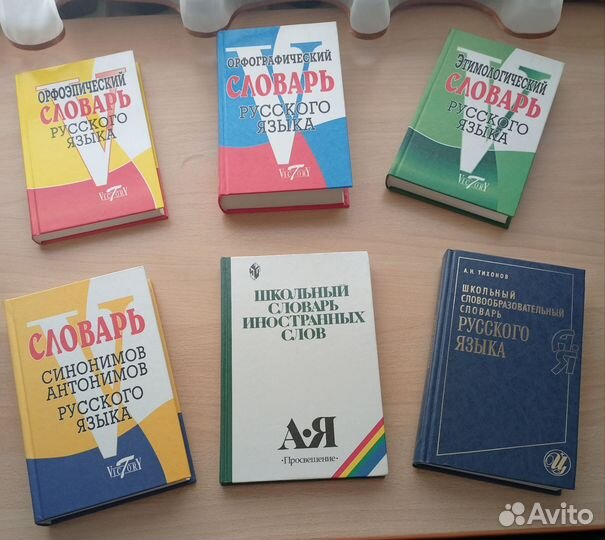 ОРФОЭПИЧЕСКИЙ
СЛОВАРЬ
РУССКОГО
ЯЗЫКА
VICTORY
ОРФОГРАФИЧЕСКИЙ
СЛОВАРЬ
РУССКОГО
ЯЗЫКА
VICTORY
ЭТИМОЛОГИЧЕСКИЙ
СЛОВАРЬ
РУССКОГО
ЯЗЫКА
VICTORY
СЛОВАРЬ
СИНОНИМОВ
АНТОНИМОВ
РУССКОГО
ЯЗЫКА
VICTORY
ШКОЛЬНЫЙ
СЛОВАРЬ
ИНОСТРАННЫХ
СЛОВ
А·Я
·Просвещение·
А. Н. ТИХОНОВ
ШКОЛЬНЫЙ
СЛОВООБРАЗОВАТЕЛЬНЫЙ
СЛОВАРЬ
РУССКОГО
ЯЗЫКА
А-Я
Avito